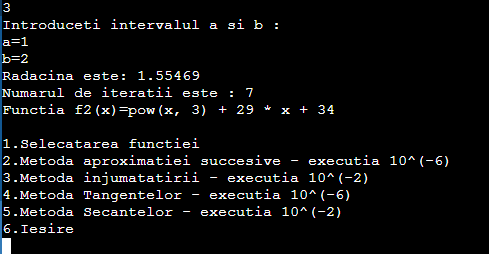 3
Introduceti intervalul a si b :
a=1
b=2
Radacina este: 1.55469
Numarul de iteratii este : 7
Functia f2(x)=pow(x, 3) + 29 * x + 34
1.Selecatarea functiei
2.Metoda aproximatiei succesive - executia 10^(-6)
3.Metoda injumatatirii - executia 10^(-2)
4.Metoda Tangentelor - executia 10^(-6)
5.Metoda Secantelor - executia 10^(-2)
6.Iesire